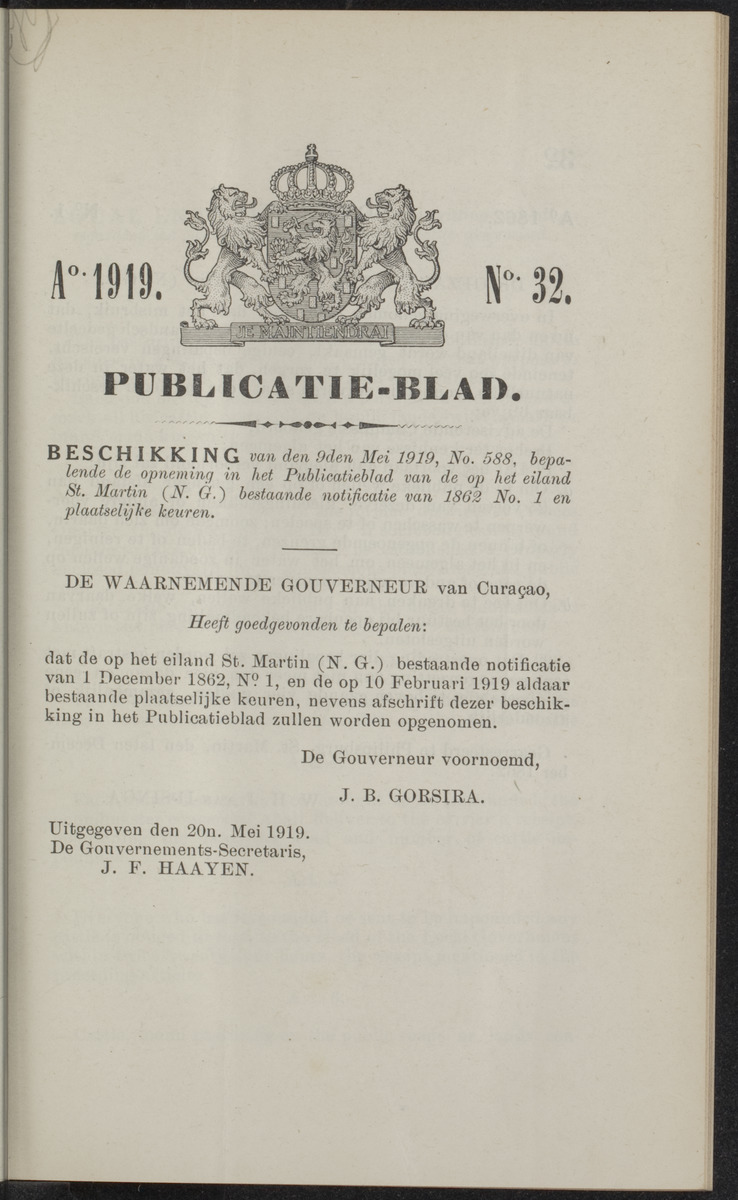 Ao. 1919.
No. 32.
JE MAINTIENDRAI
PUBLICATIE-BLAD.
BESCHIKKING van den 9den Mei 1919, No. 588, bepa-
lende de opneming in het Publicatieblad van de op het eiland
St. Martin (N. G.) bestaande notificatie van 1862 No. 1 en
plaatselijke keuren.
DE WAARNEMENDE GOUVERNEUR van Curaçao,
Heeft goedgevonden te bepalen:
dat de op het eiland St. Martin (N. G.) bestaande notificatie
van 1 December 1862, No. 1, en de op 10 Februari 1919 aldaar
bestaande plaatselijke keuren, nevens afschrift dezer beschik-
king in het Publicatieblad zullen worden opgenomen.
De Gouverneur voornoemd,
J. B. GORSIRA.
Uitgegeven den 20n. Mei 1919.
De Gouvernements-Secretaris,
J. F. HAAYEN.